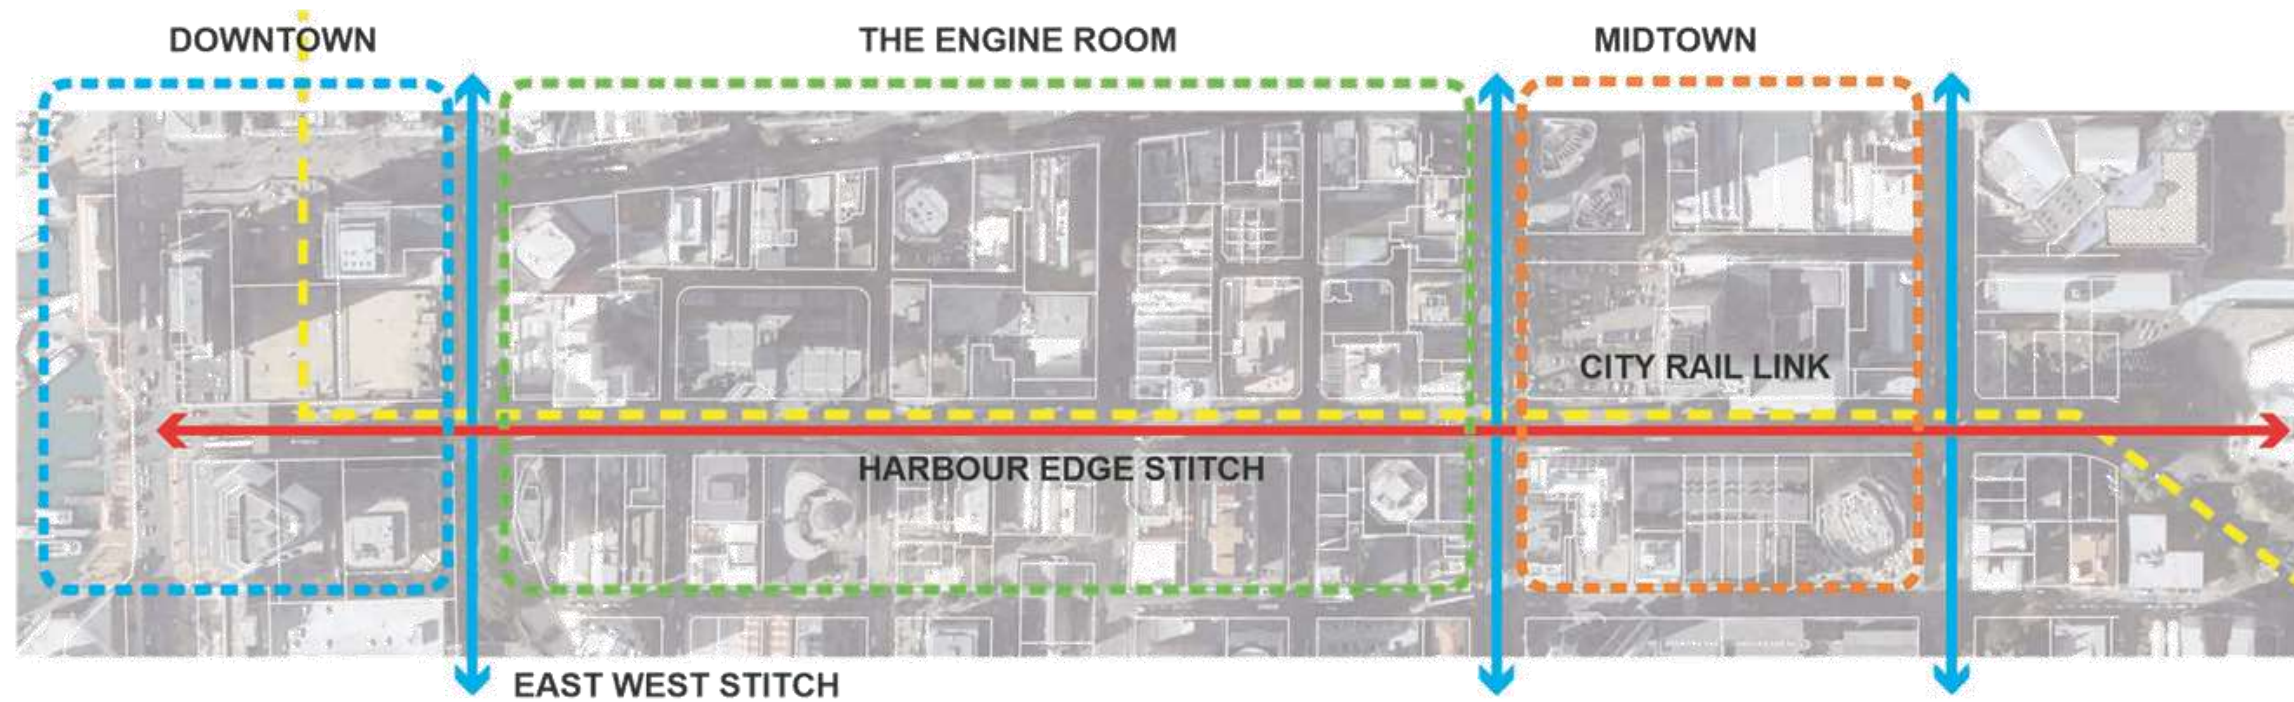 DOWNTOWN
THE ENGINE ROOM
MIDTOWN
CITY RAIL LINK
HARBOUR EDGE STITCH
EAST WEST STITCH